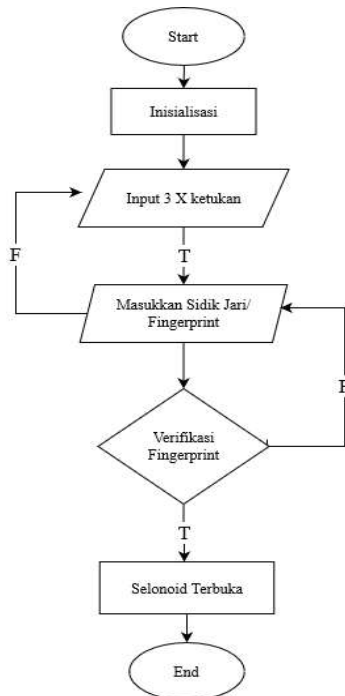 Start
Inisialisasi
Input 3 X ketukan
F
T
Masukkan Sidik Jari/
Fingerprint
F
Verifikasi
Fingerprint
T
Selonoid Terbuka
End